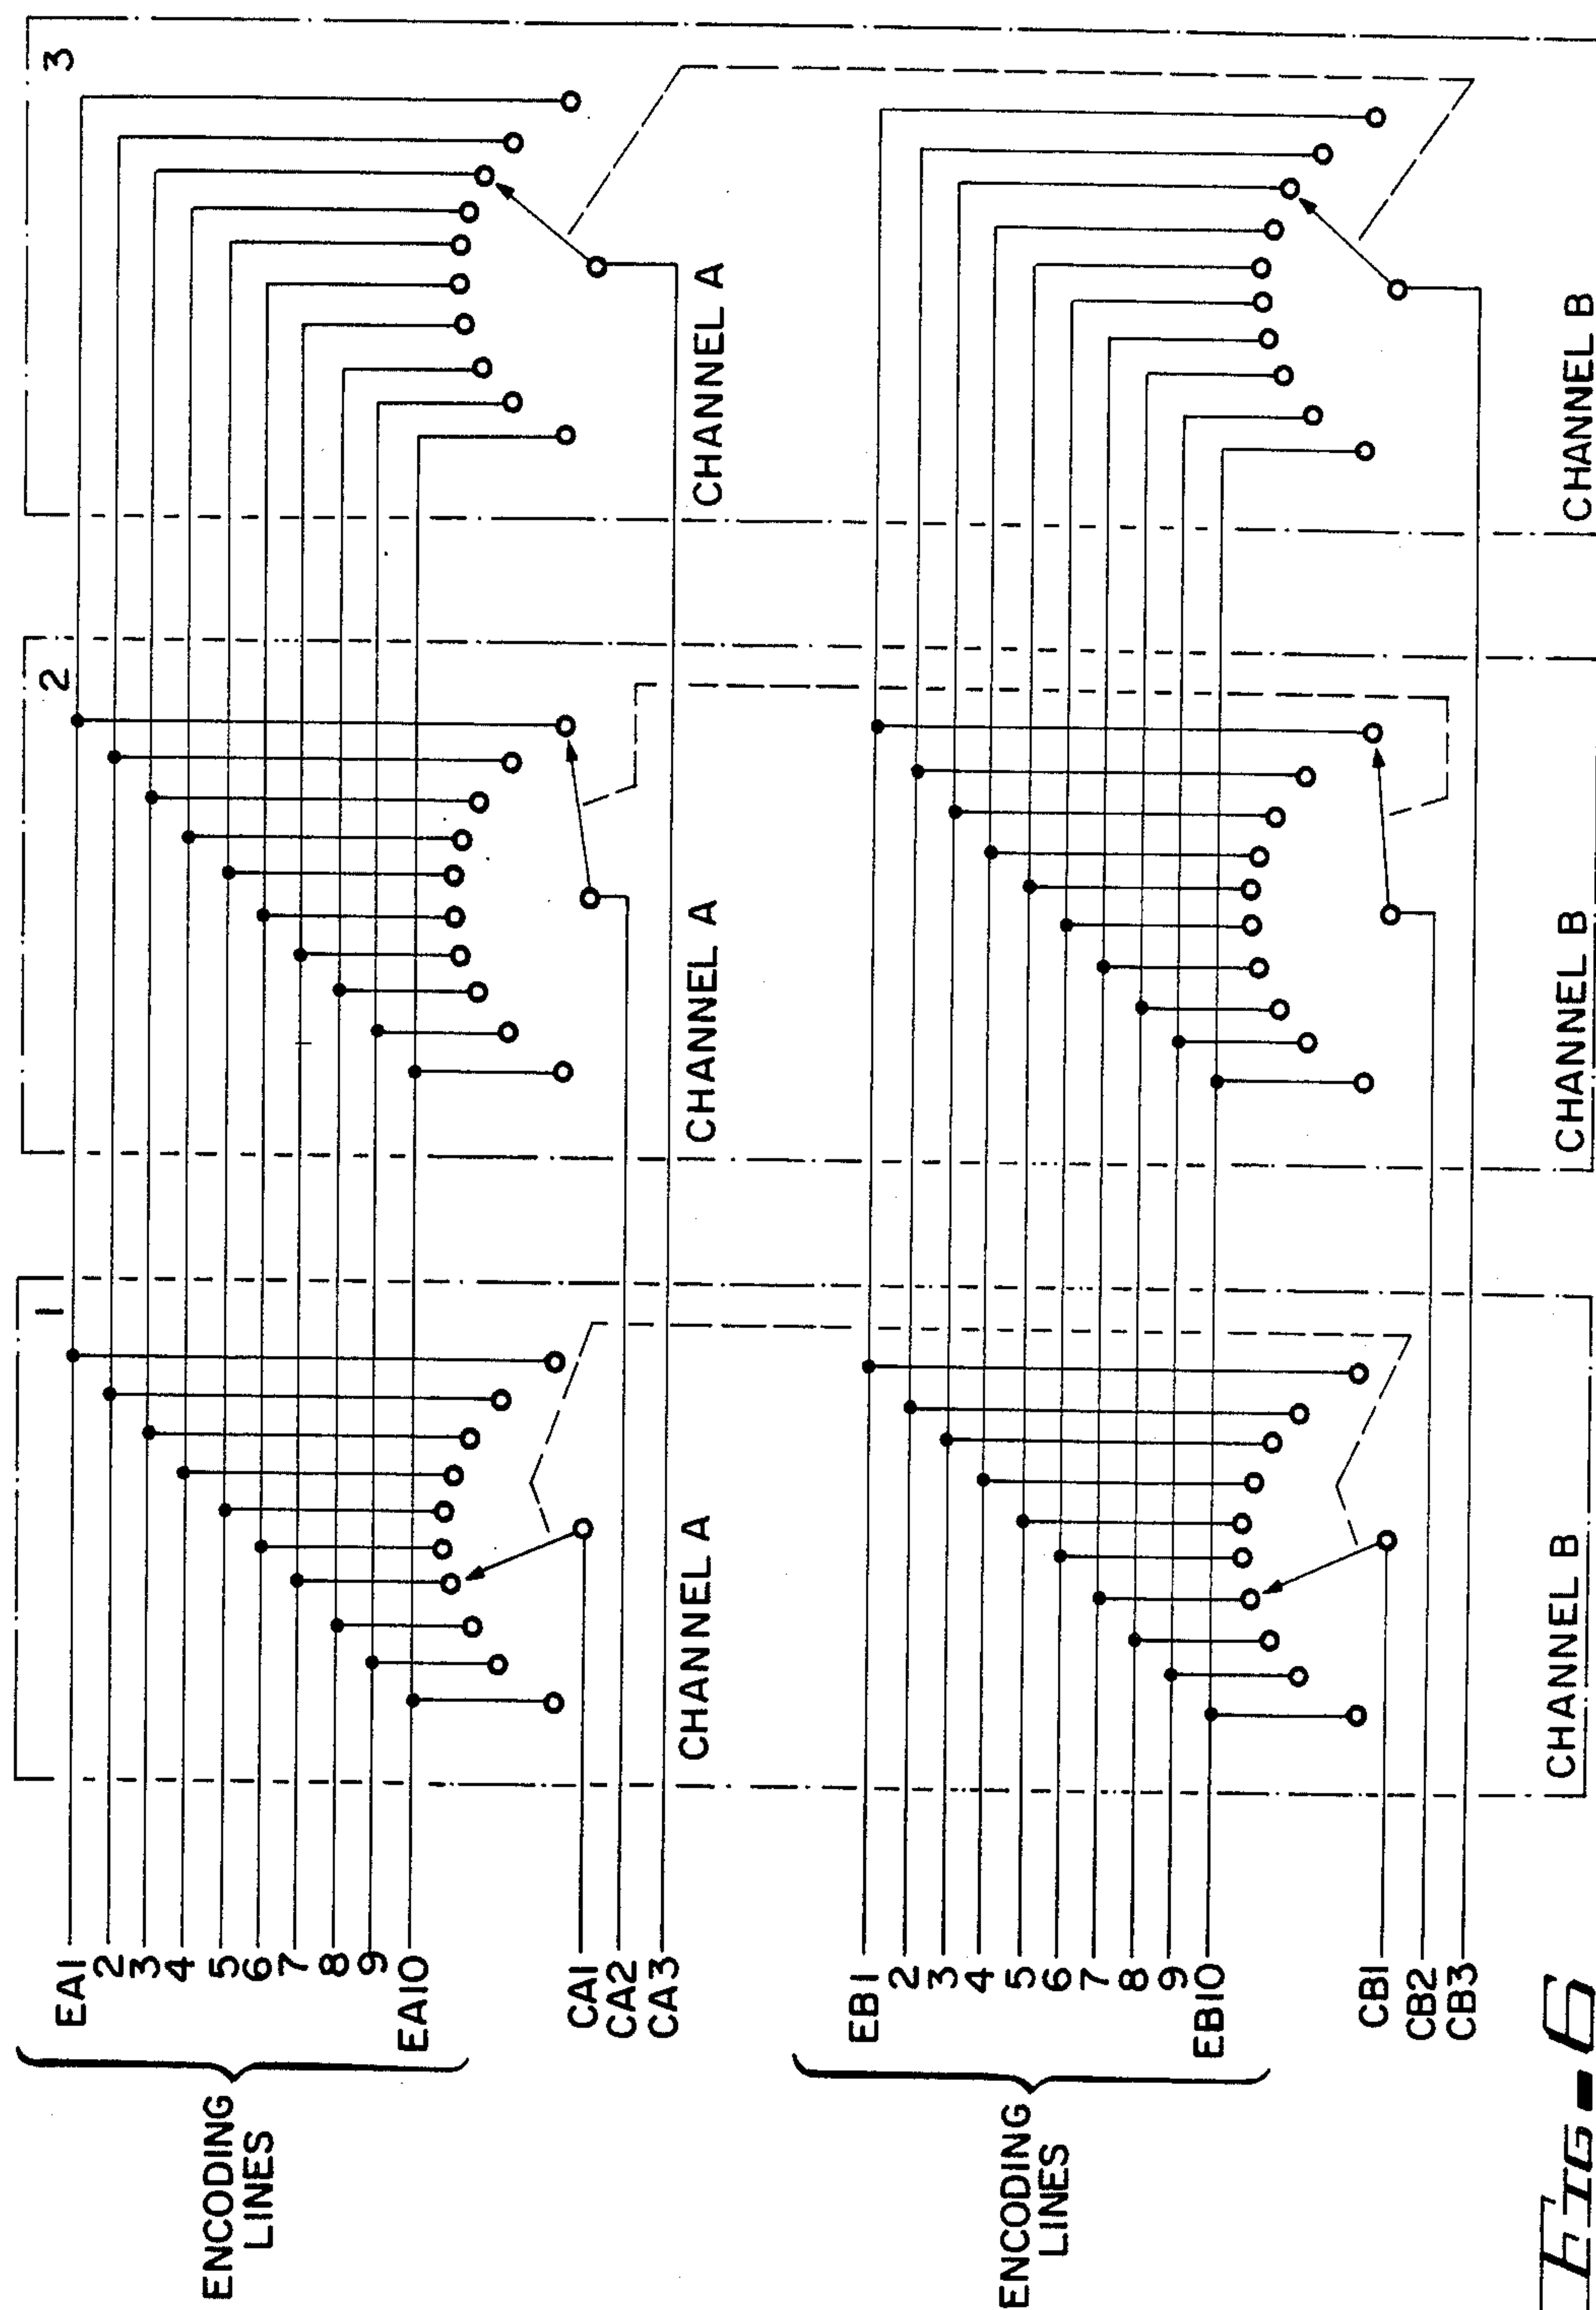 ENCODING
LINES
EA1
2
3
4
5
6
7
8
9
EA10
CA1
CA2
CA3
1
CHANNEL A
2
CHANNEL A
3
CHANNEL A
ENCODING
LINES
EB1
2
3
4
5
6
7
8
9
EB10
CB1
CB2
CB3
CHANNEL B
CHANNEL B
CHANNEL B
FIG-6